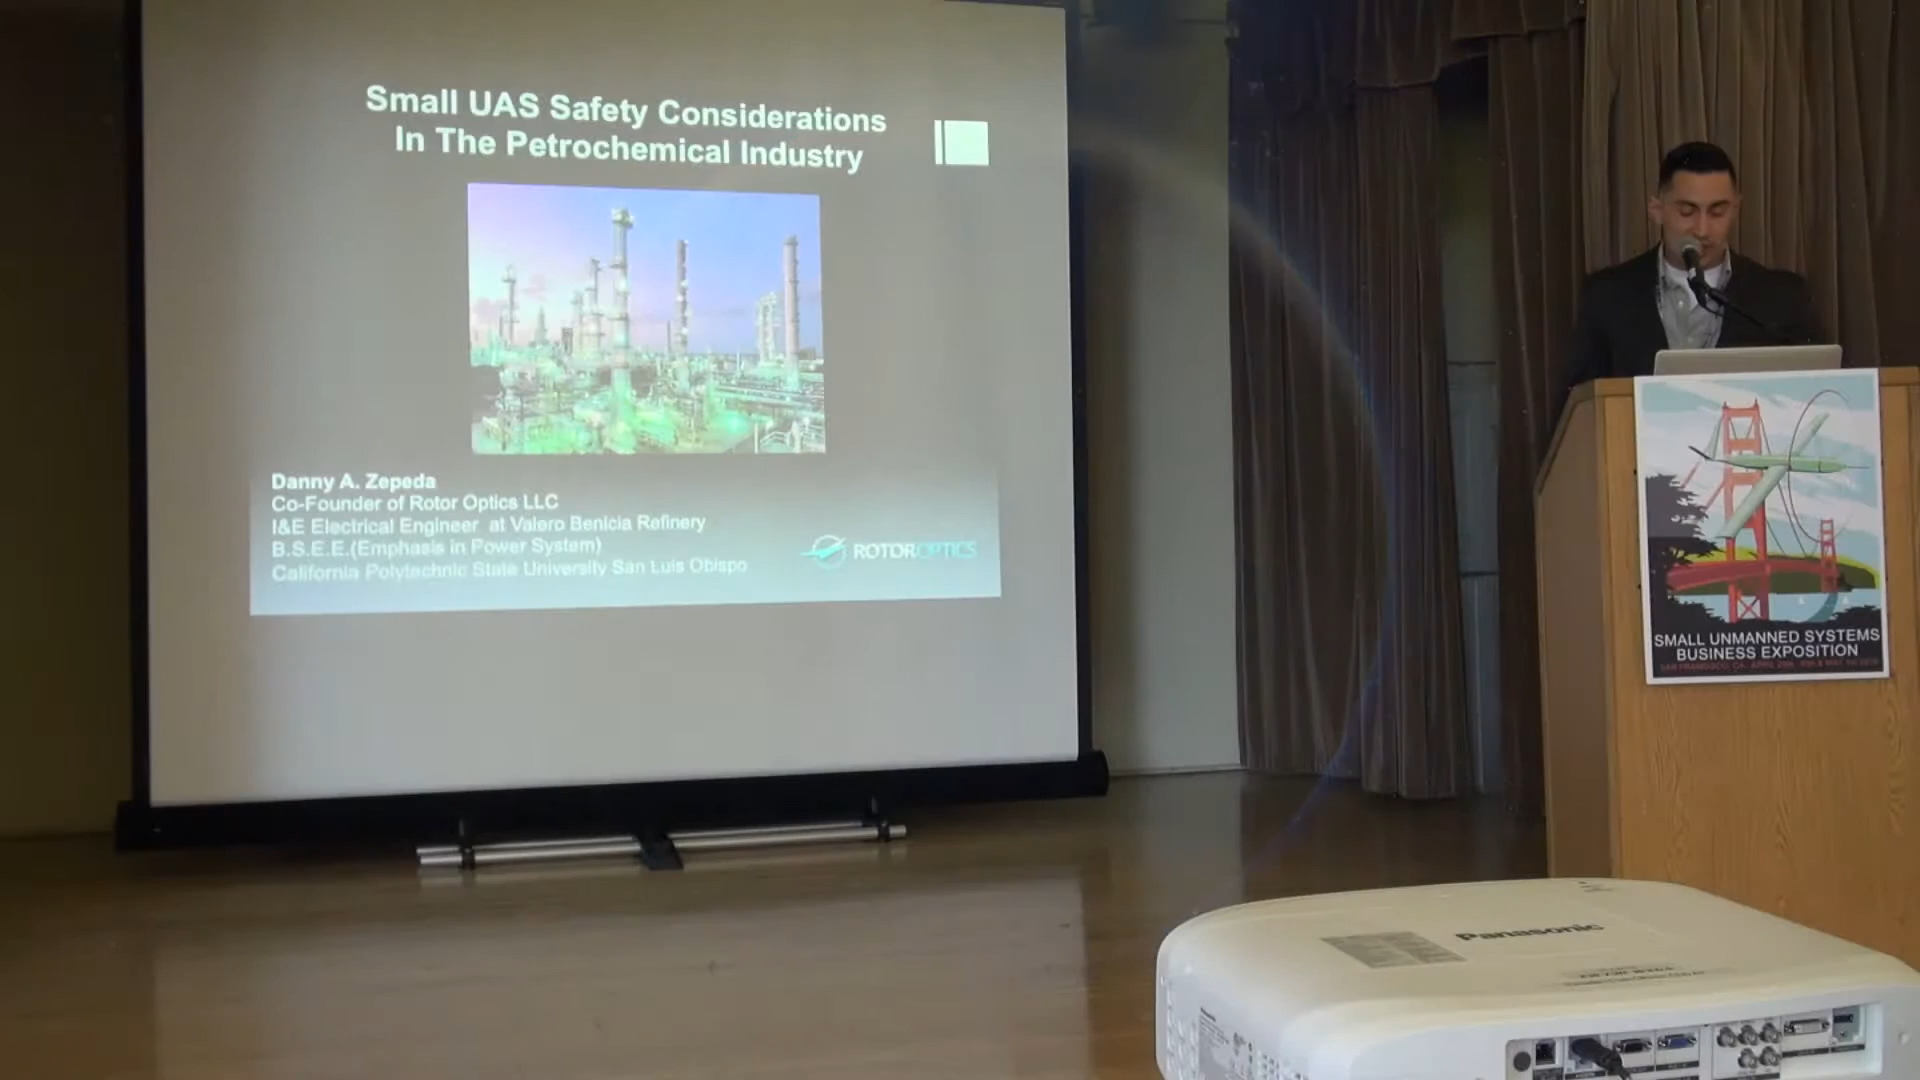 Small UAS Safety Considerations
In The Petrochemical Industry
Danny A. Zepeda
Co-Founder of Rotor Optics LLC
I&E Electrical Engineer at Valero Benicia Refinery
B.S.E.E.(Emphasis in Power System)
California Polytechnic State University San Luis Obispo
ROTOROPTICS
SMALL UNMANNED SYSTEMS
BUSINESS EXPOSITION
Panasonic